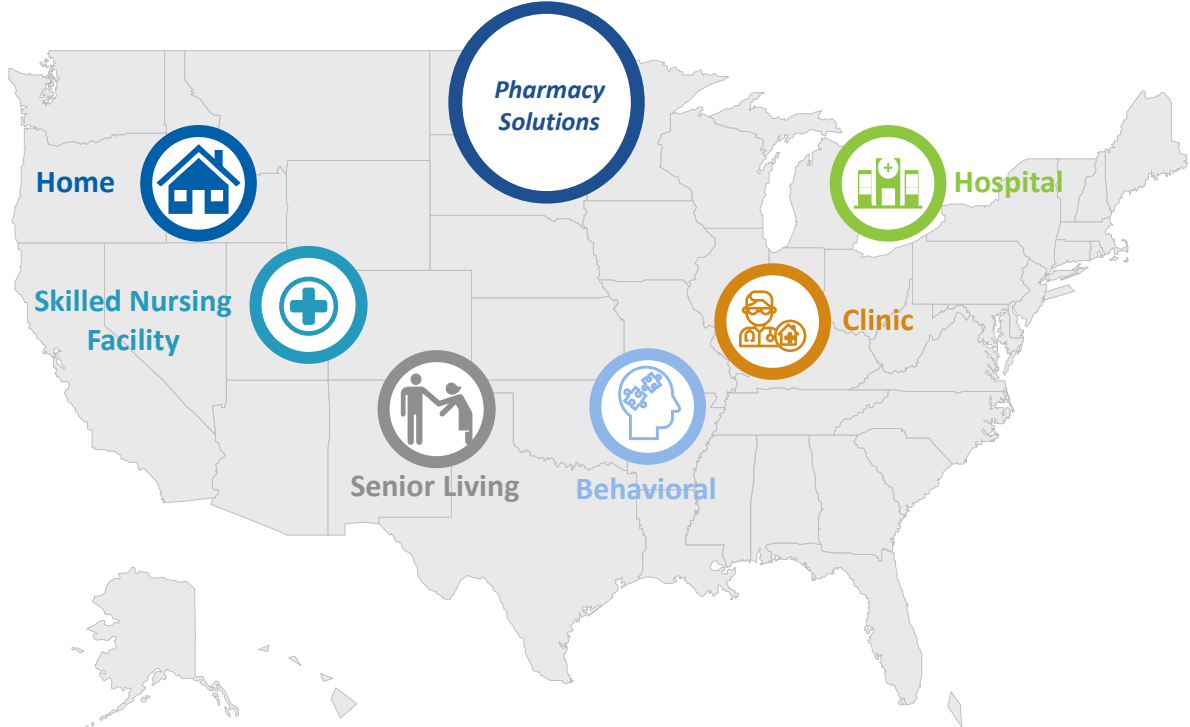 Pharmacy
Solutions
Home
Hospital
Skilled Nursing
Facility
Clinic
Senior Living
Behavioral